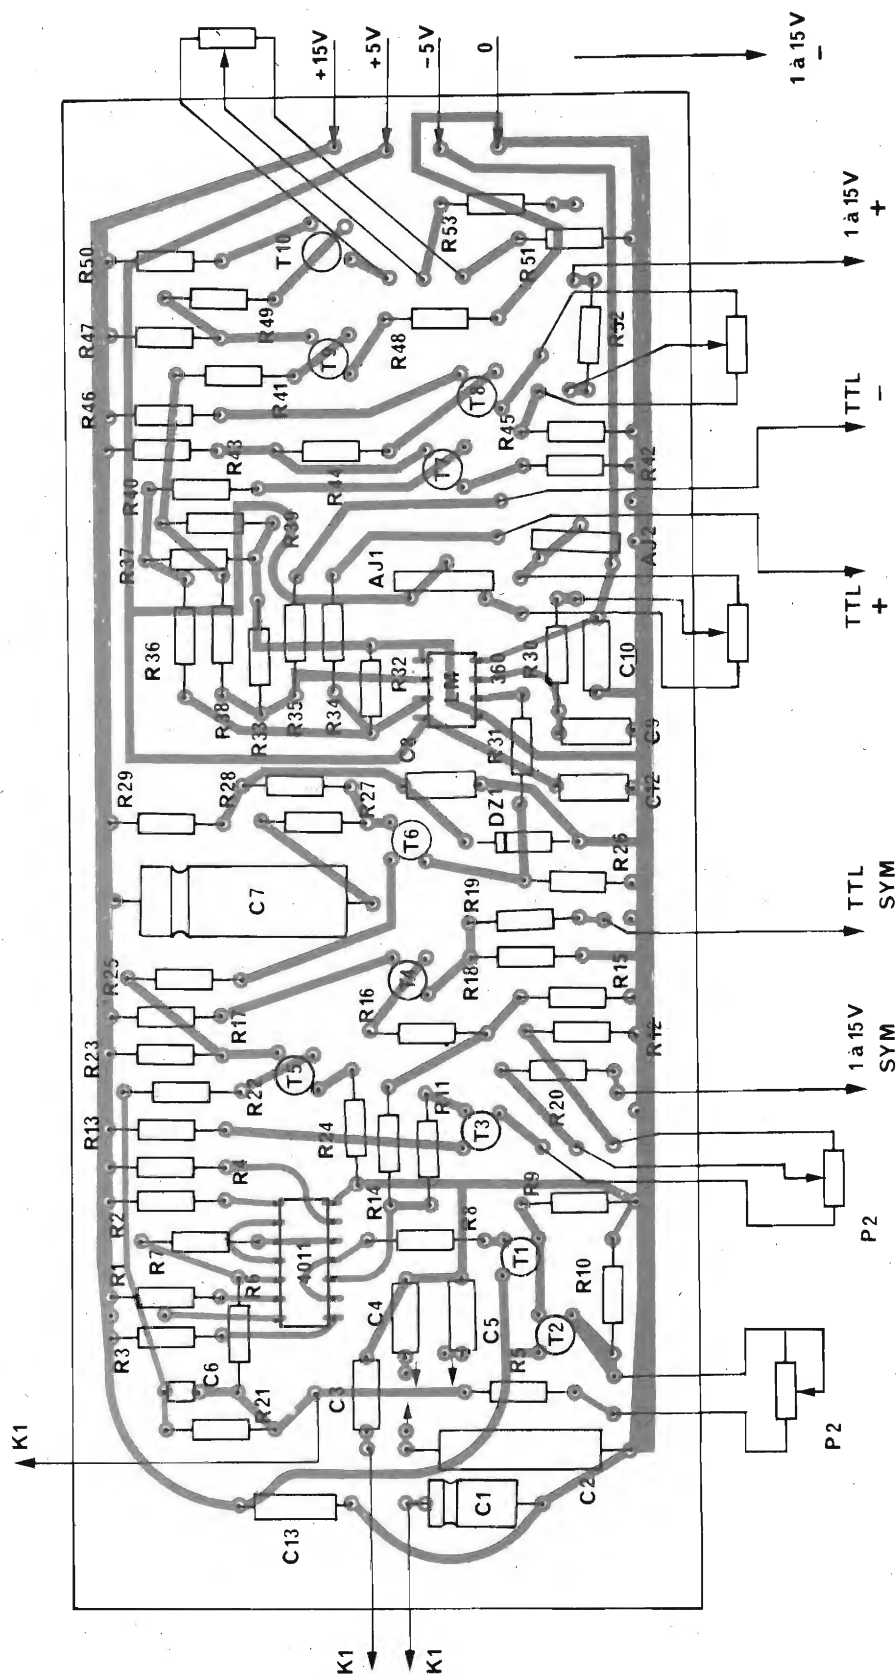 +15V
+5V
-5V
0
1 à 15V
-
1 à 15V
+
TTL
-
TTL
+
TTL
SYM
1 à 15V
SYM
P2
P2
K1
K1
K1
R50
R47
R46
R40
R37
R36
R29
R25
R23
R13
R2
R1
R3
T10
R49
R41
R43
R44
R39
R38
R33
R35
R34
R32
R28
R27
C7
R17
R22
R4
R7
R6
C6
R21
T9
R48
T8
T7
AJ1
LM
360
C8
T6
R16
T4
T5
R24
R14
R11
4011
R8
C4
C5
C3
C13
R53
R51
R52
R45
R42
AJ2
R30
C10
C9
R31
C12
DZ1
R26
R19
R18
R15
R12
R20
T3
R9
T1
R10
T2
R5
C2
C1